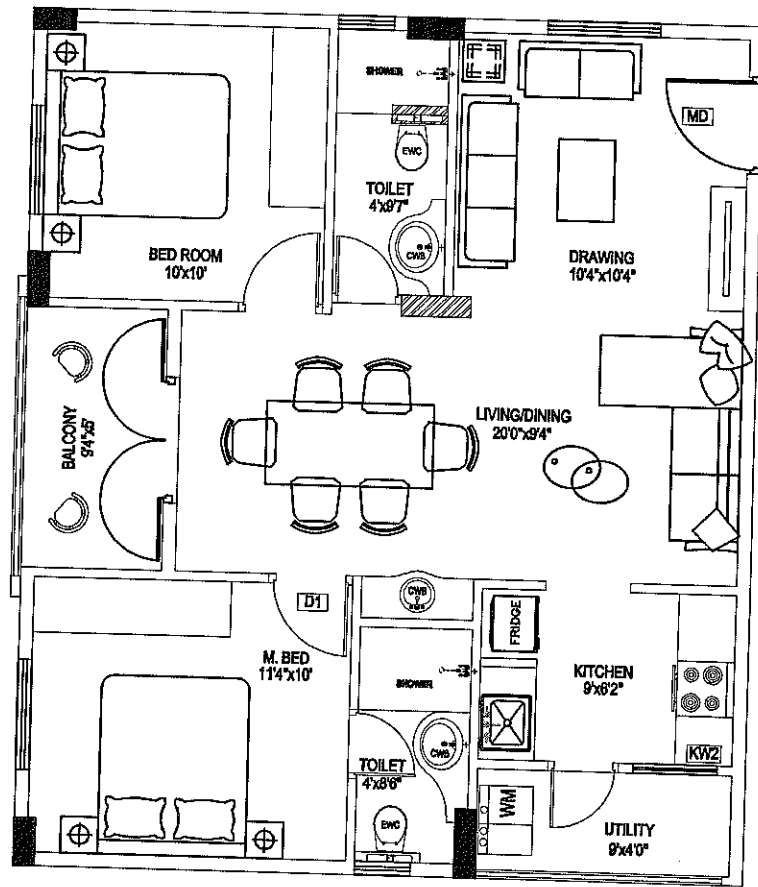 SHOWER
MD
EWC
TOILET
4'x9'7"
CWB
BED ROOM
10'x10'
DRAWING
10'4"x10'4"
BALCONY
9'4"x5'
LIVING/DINING
20'0"x9'4"
D1
CWB
FRIDGE
M. BED
11'4"x10'
SHOWER
KITCHEN
9'x6'2"
CWB
KW2
TOILET
4'x8'6"
WM
EWC
UTILITY
9'x4'0"